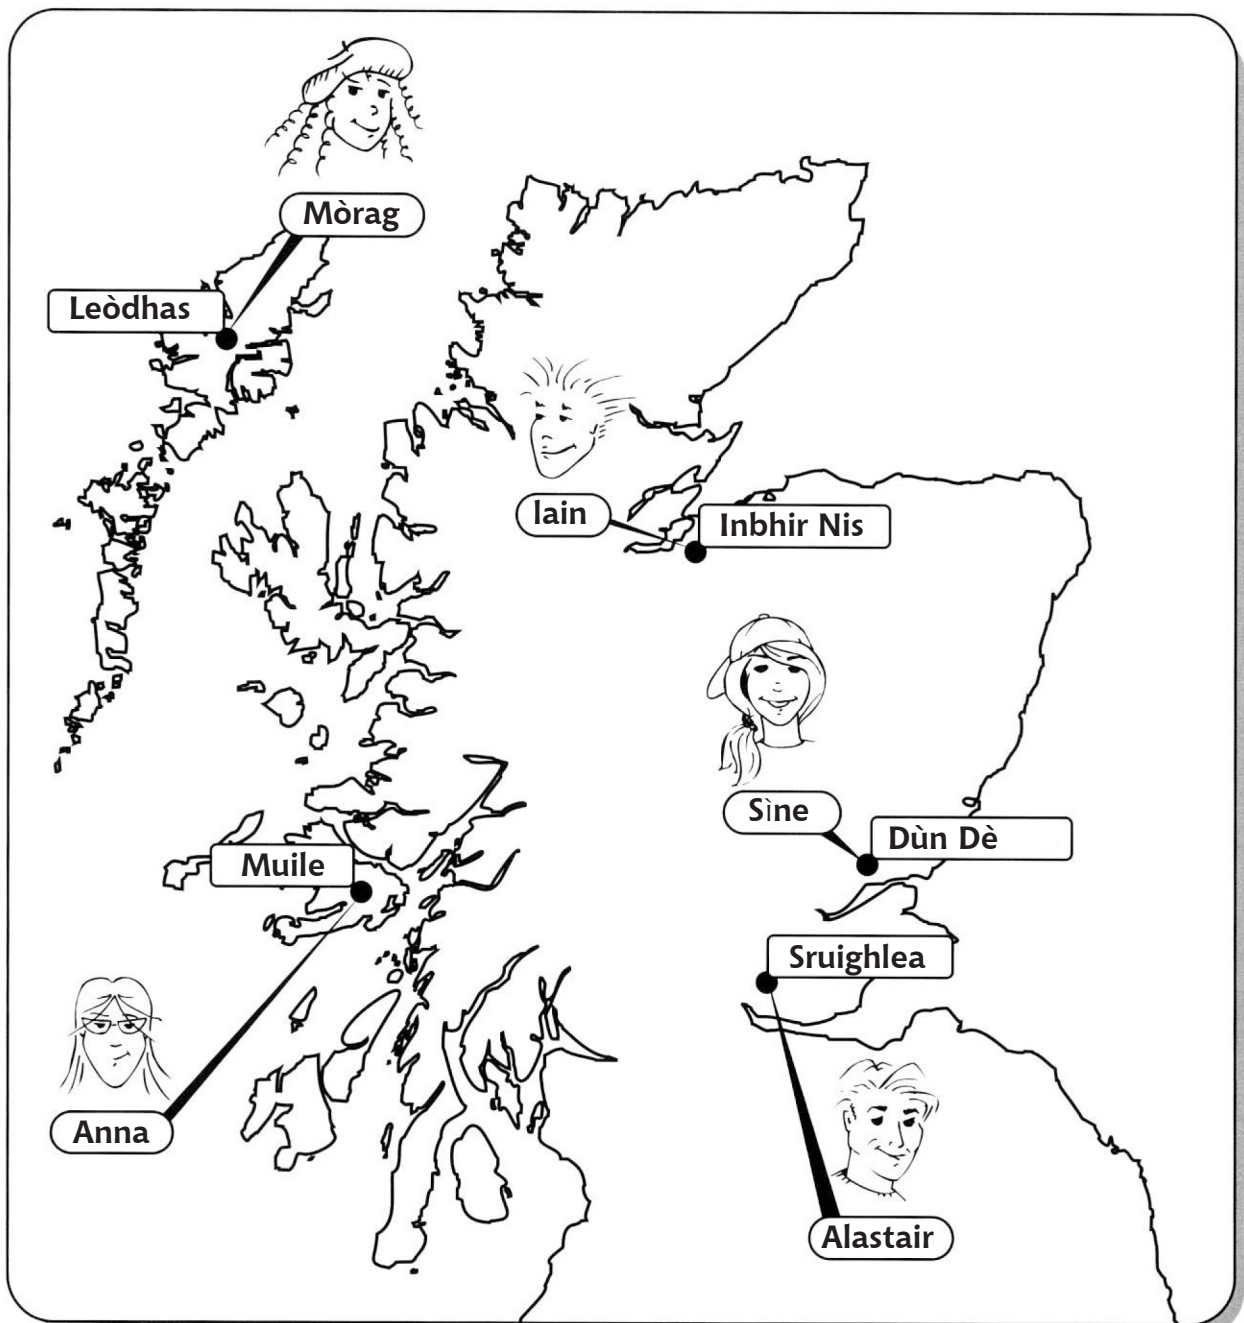 Mòrag
Leòdhas
Iain
Inbhir Nis
Sìne
Dùn Dè
Muile
Sruighlea
Anna
Alastair